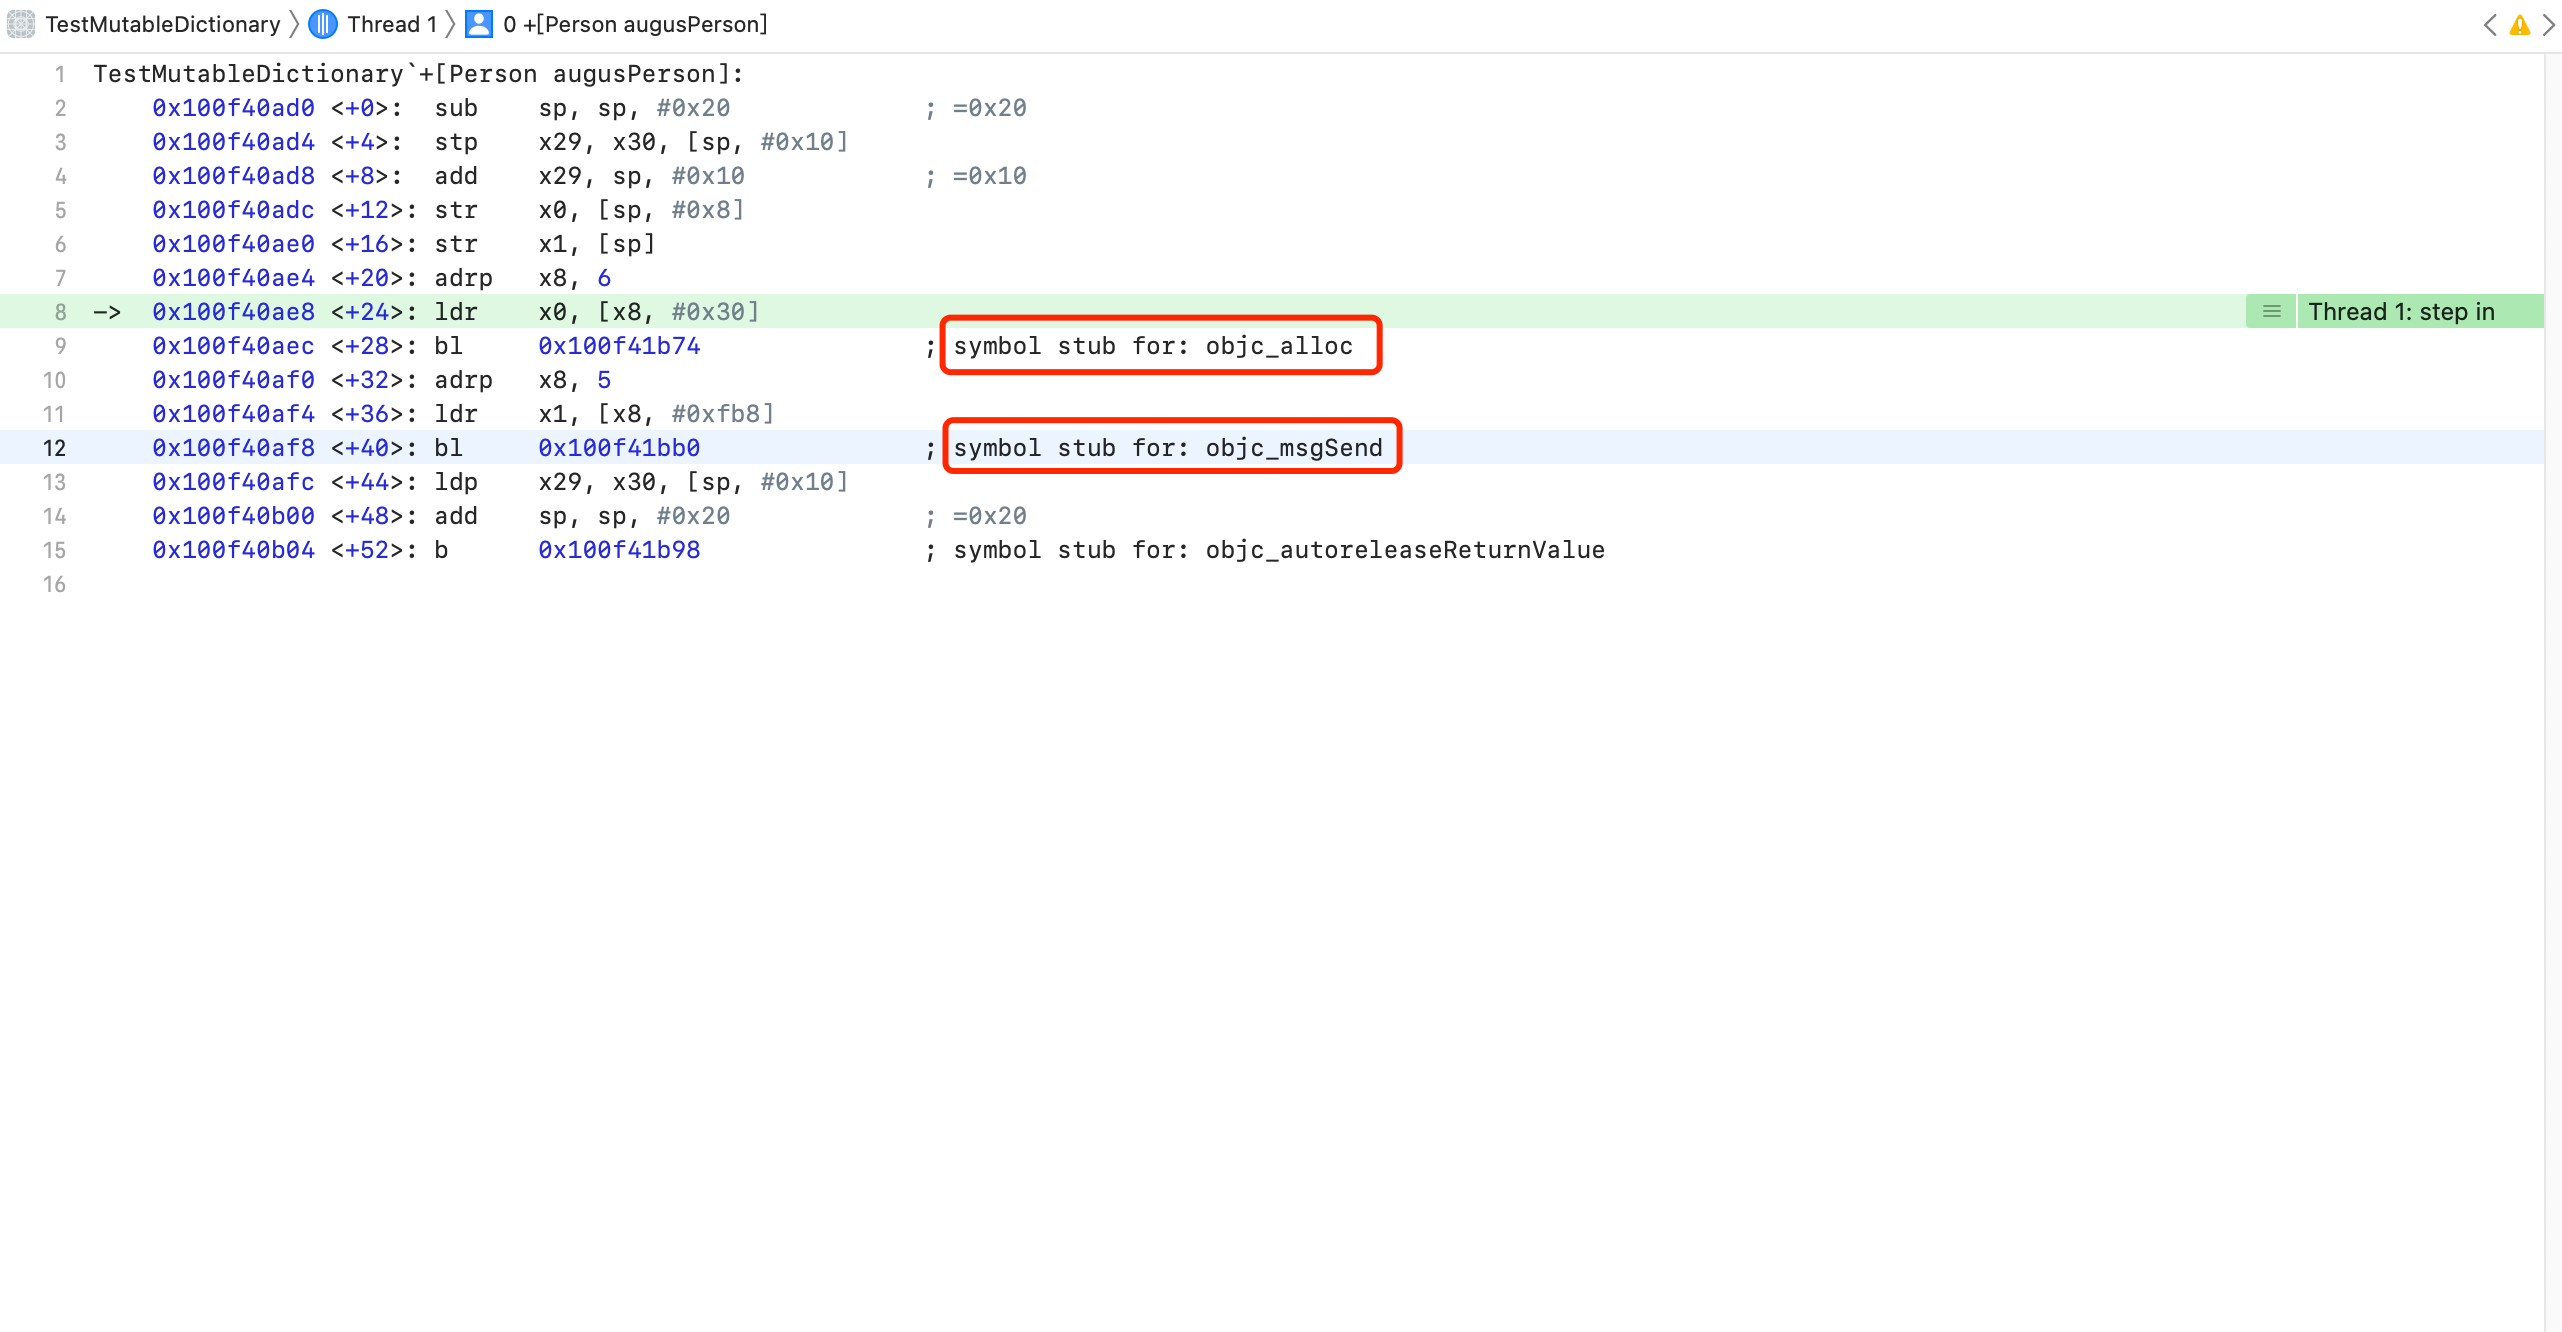 TestMutableDictionary 〉 Thread 1 〉 0 +[Person augusPerson]
1 TestMutableDictionary`+[Person augusPerson]:
2 0x100f40ad0 <+0>: sub sp, sp, #0x20 ; =0x20
3 0x100f40ad4 <+4>: stp x29, x30, [sp, #0x10]
4 0x100f40ad8 <+8>: add x29, sp, #0x10 ; =0x10
5 0x100f40adc <+12>: str x0, [sp, #0x8]
6 0x100f40ae0 <+16>: str x1, [sp]
7 0x100f40ae4 <+20>: adrp x8, 6
8 -> 0x100f40ae8 <+24>: ldr x0, [x8, #0x30] Thread 1: step in
9 0x100f40aec <+28>: bl 0x100f41b74 ; symbol stub for: objc_alloc
10 0x100f40af0 <+32>: adrp x8, 5
11 0x100f40af4 <+36>: ldr x1, [x8, #0xfb8]
12 0x100f40af8 <+40>: bl 0x100f41bb0 ; symbol stub for: objc_msgSend
13 0x100f40afc <+44>: ldp x29, x30, [sp, #0x10]
14 0x100f40b00 <+48>: add sp, sp, #0x20 ; =0x20
15 0x100f40b04 <+52>: b 0x100f41b98 ; symbol stub for: objc_autoreleaseReturnValue
16